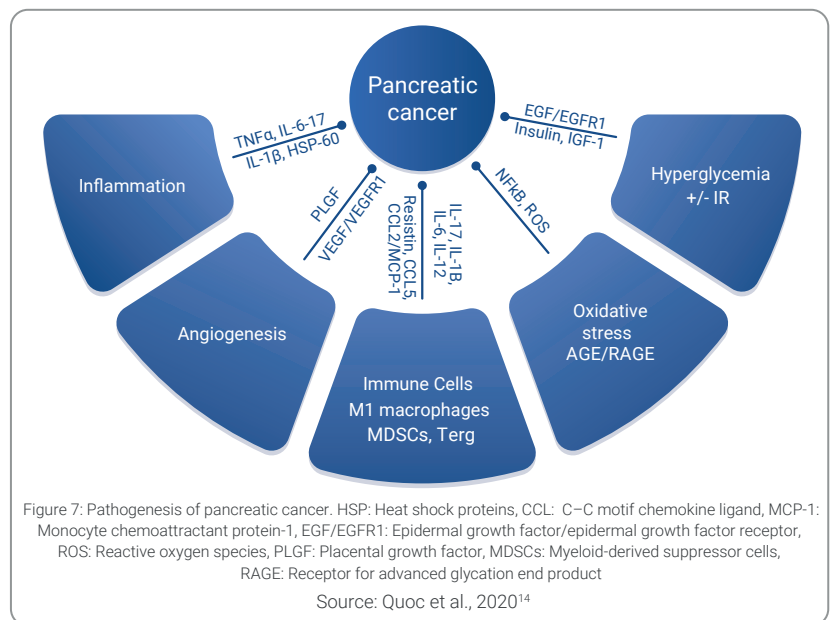 Pancreatic
cancer
Inflammation
TNFα, IL-6-17
IL-1β, HSP-60
Angiogenesis
PLGF
VEGF/VEGFR1
Immune Cells
M1 macrophages
MDSCs, Terg
Resistin, CCL5,
CCL2/MCP-1
IL-17, IL-1B,
IL-6, IL-12
Oxidative
stress
AGE/RAGE
NFkB, ROS
Hyperglycemia
+/- IR
EGF/EGFR1
Insulin, IGF-1
Figure 7: Pathogenesis of pancreatic cancer. HSP: Heat shock proteins, CCL: C–C motif chemokine ligand, MCP-1:
Monocyte chemoattractant protein-1, EGF/EGFR1: Epidermal growth factor/epidermal growth factor receptor,
ROS: Reactive oxygen species, PLGF: Placental growth factor, MDSCs: Myeloid-derived suppressor cells,
RAGE: Receptor for advanced glycation end product
Source: Quoc et al., 2020¹⁴